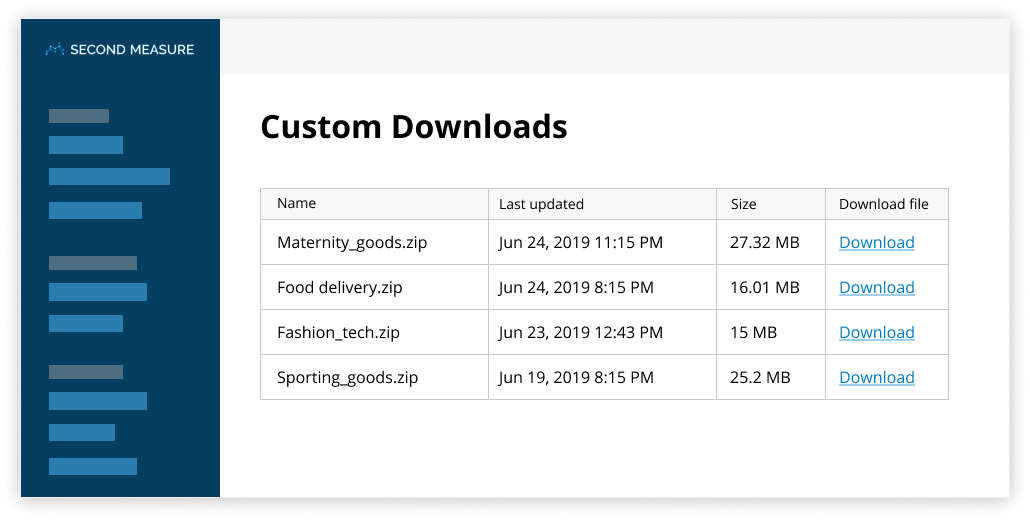 SECOND MEASURE
Custom Downloads
Name Last updated Size Download file
Maternity_goods.zip Jun 24, 2019 11:15 PM 27.32 MB Download
Food delivery.zip Jun 24, 2019 8:15 PM 16.01 MB Download
Fashion_tech.zip Jun 23, 2019 12:43 PM 15 MB Download
Sporting_goods.zip Jun 19, 2019 8:15 PM 25.2 MB Download